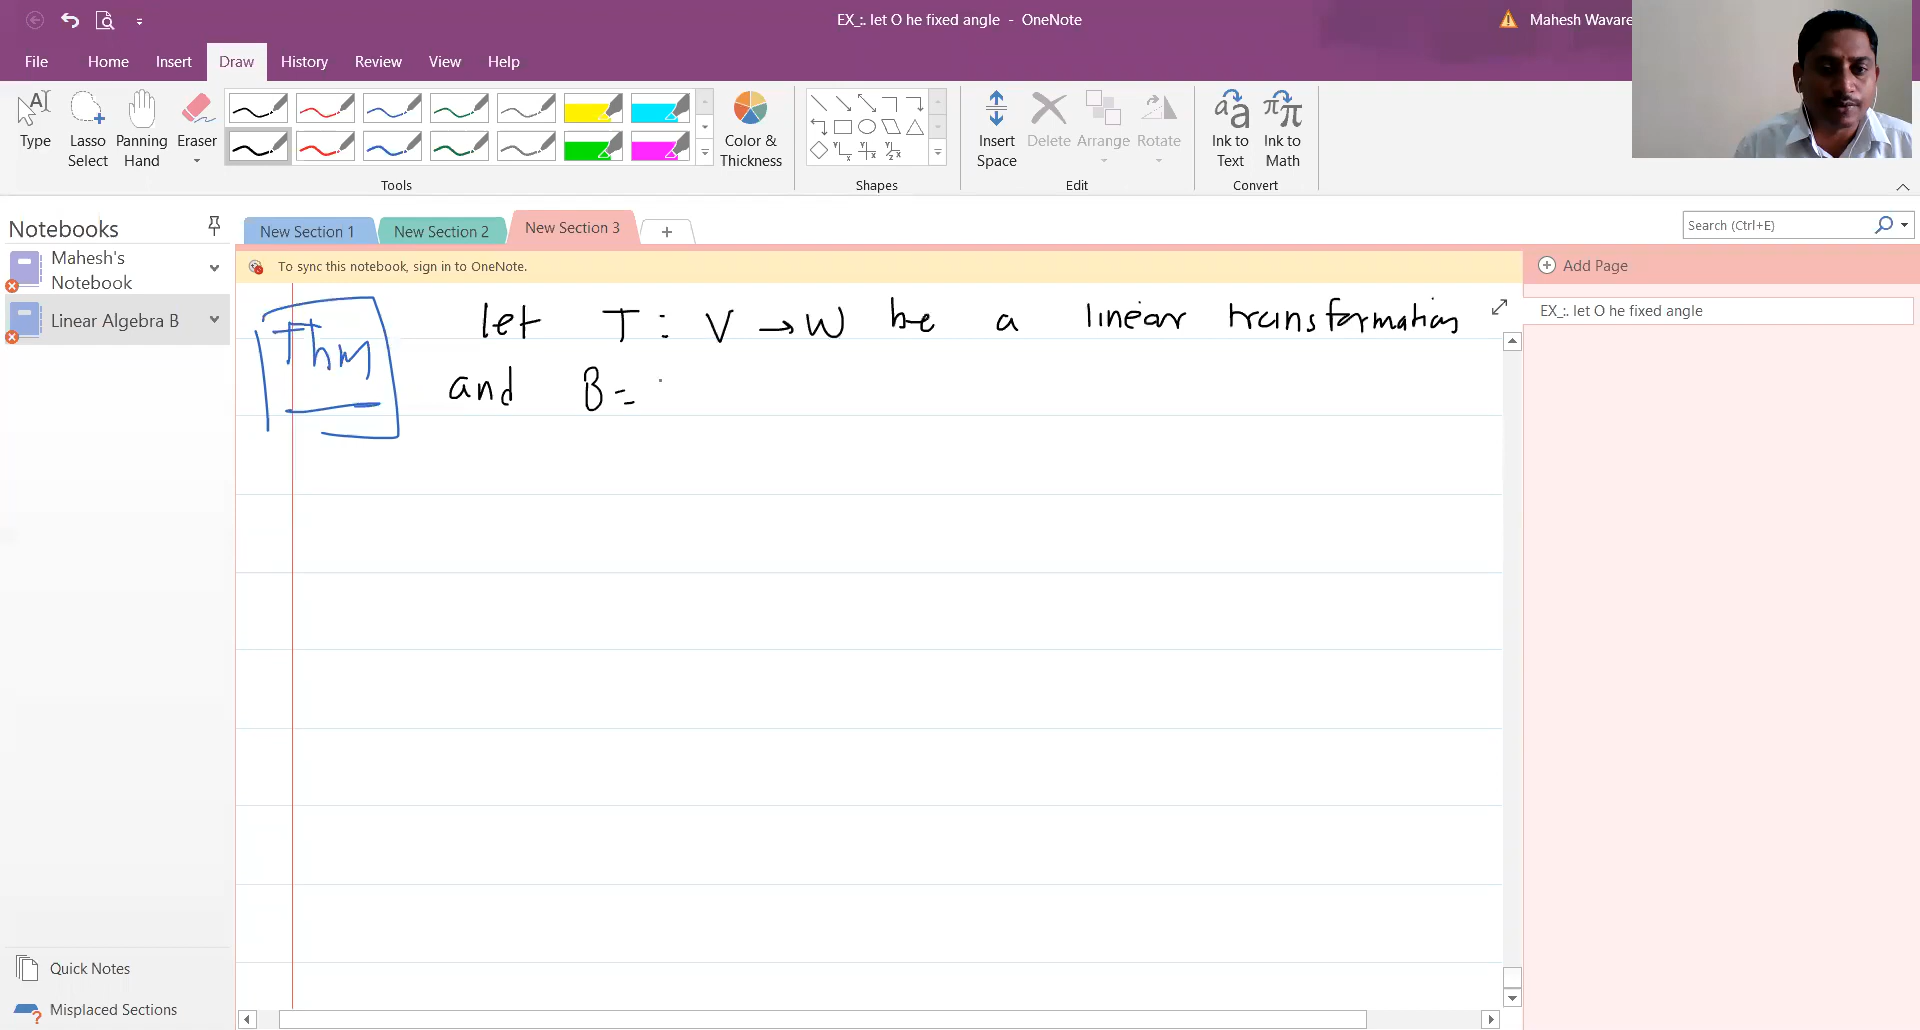 EX_:. let O he fixed angle - OneNote
Mahesh Wavare
File Home Insert Draw History Review View Help
Type
Lasso Select
Panning Hand
Eraser
Color & Thickness
Insert Space
Delete
Arrange
Rotate
Ink to Text
Ink to Math
Tools
Shapes
Edit
Convert
Notebooks
New Section 1
New Section 2
New Section 3
+
Search (Ctrl+E)
Mahesh's Notebook
Linear Algebra B
To sync this notebook, sign in to OneNote.
Add Page
EX_:. let O he fixed angle
Thm
let T : V → W be a linear transformation
and B =
Quick Notes
Misplaced Sections